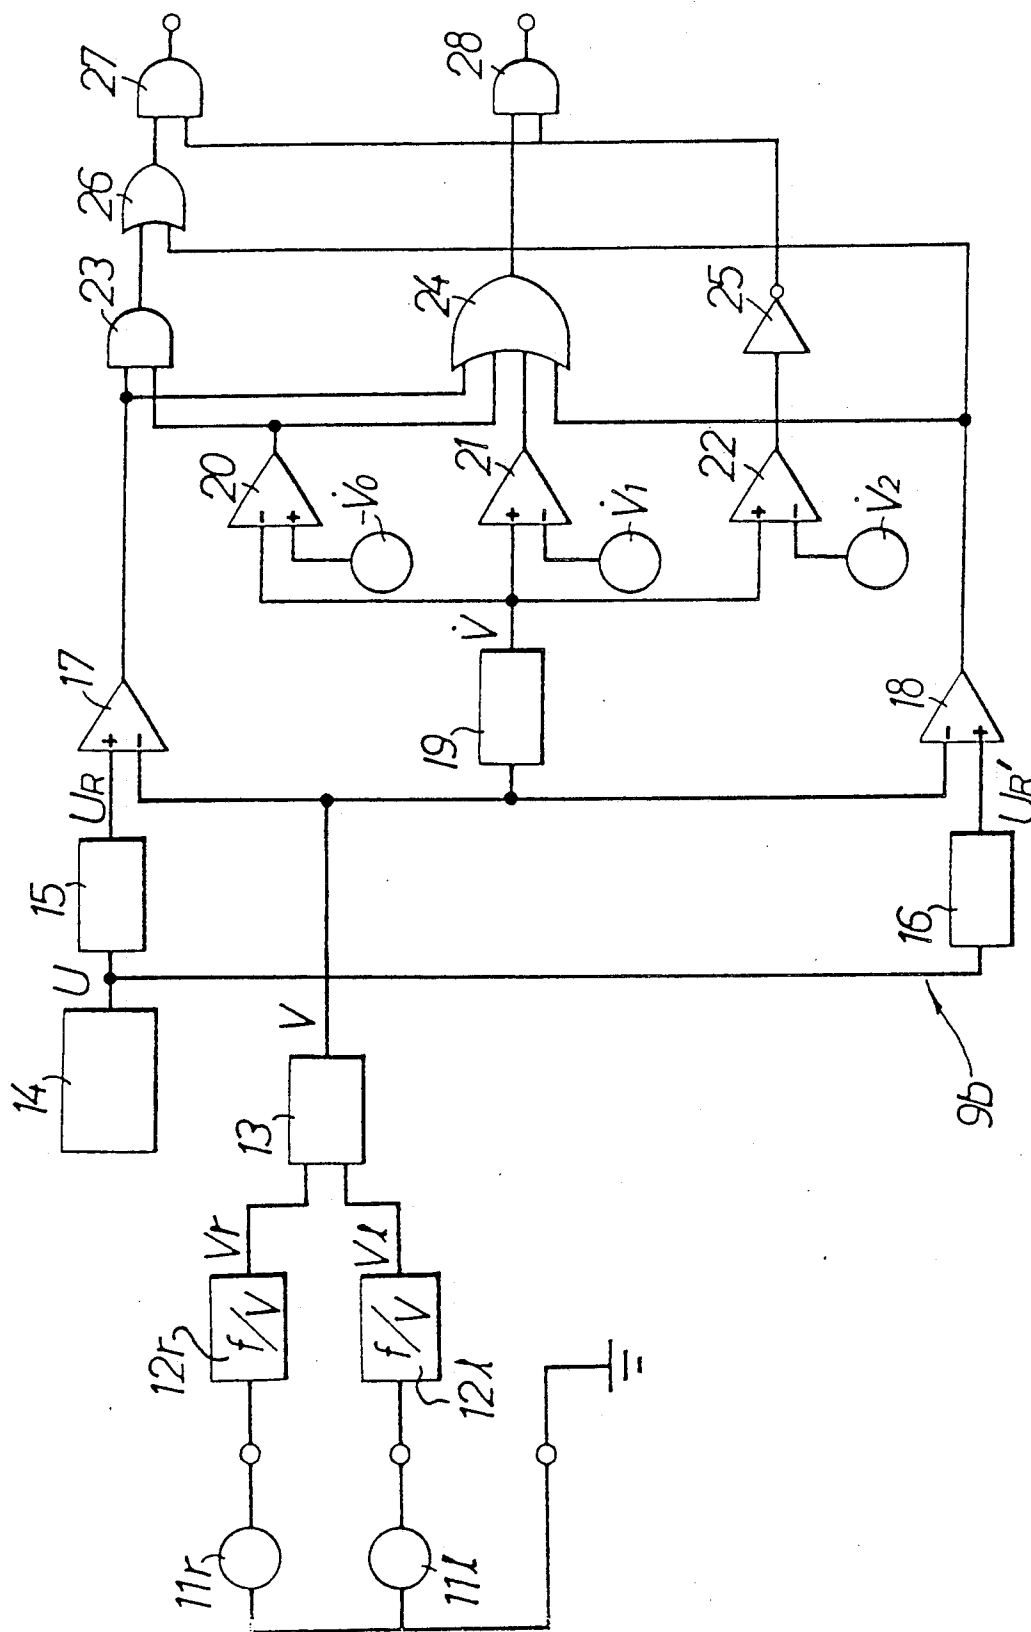 27
28
26
23
24
25
20
21
22
-V̇0
V̇1
V̇2
-
+
+
-
+
-
V̇
17
19
18
+
-
-
+
UR
UR'
15
16
U
V
14
13
9b
Vr
Vl
12r
f/V
f/V
12l
11r
11l